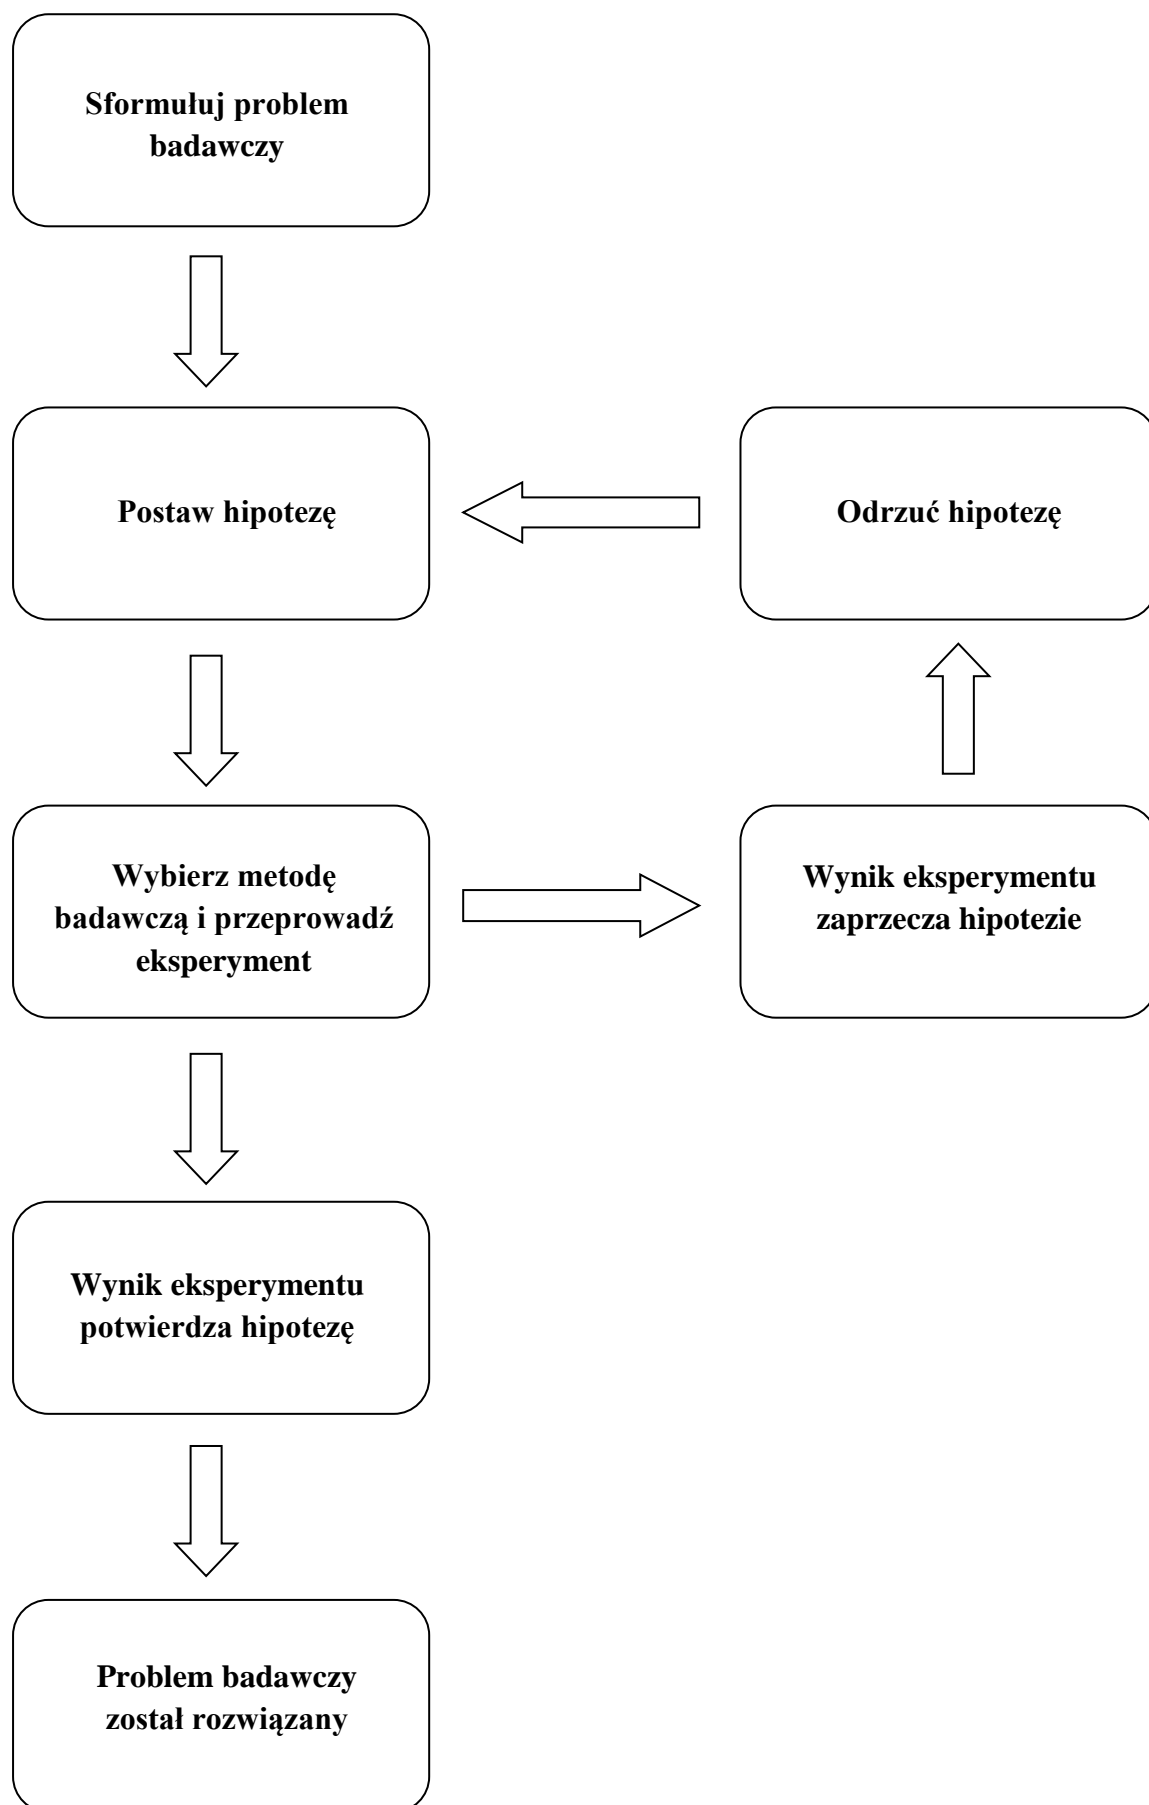 Sformułuj problem
badawczy
Postaw hipotezę
Odrzuć hipotezę
Wybierz metodę
badawczą i przeprowadź
eksperyment
Wynik eksperymentu
zaprzecza hipotezie
Wynik eksperymentu
potwierdza hipotezę
Problem badawczy
został rozwiązany